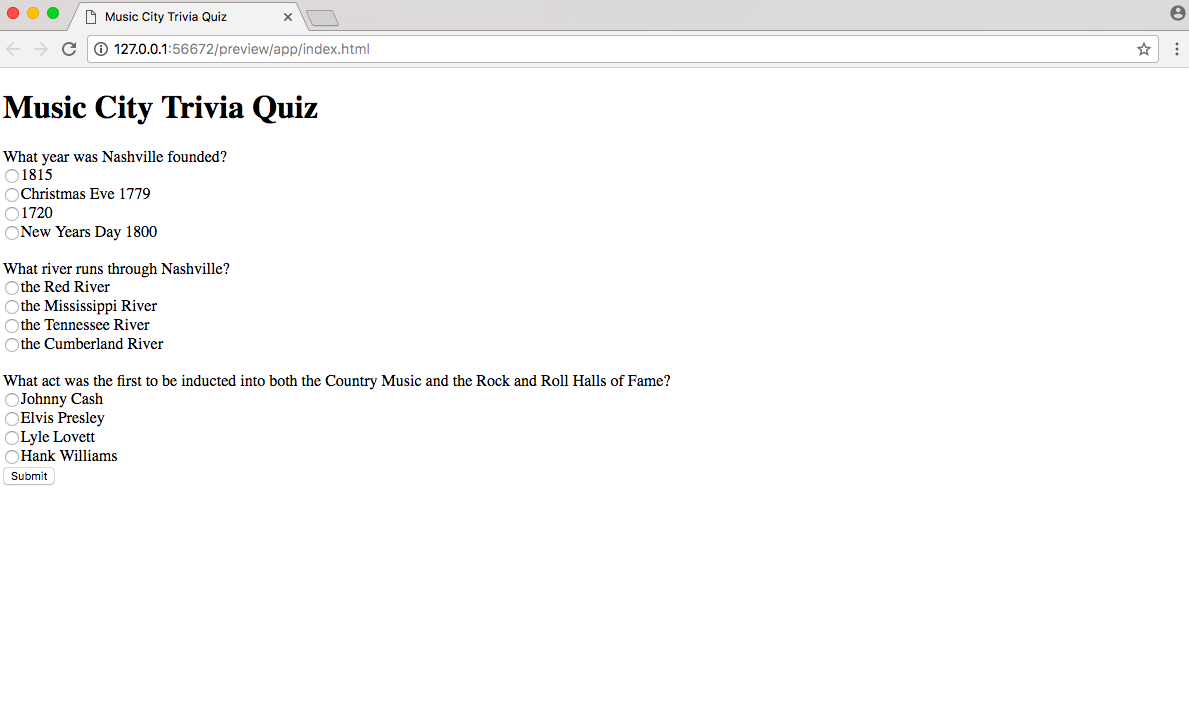 Music City Trivia Quiz
127.0.0.1:56672/preview/app/index.html
Music City Trivia Quiz
What year was Nashville founded?
1815
Christmas Eve 1779
1720
New Years Day 1800
What river runs through Nashville?
the Red River
the Mississippi River
the Tennessee River
the Cumberland River
What act was the first to be inducted into both the Country Music and the Rock and Roll Halls of Fame?
Johnny Cash
Elvis Presley
Lyle Lovett
Hank Williams
Submit